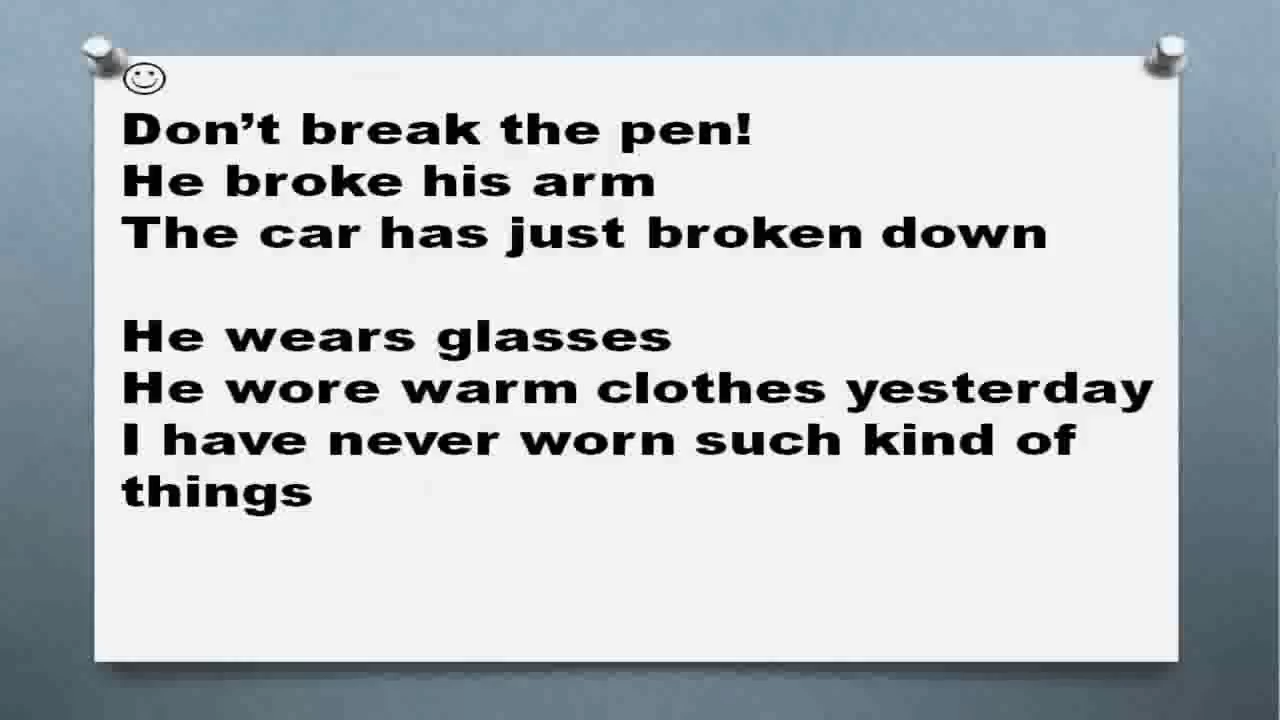 Don’t break the pen!
He broke his arm
The car has just broken down
He wears glasses
He wore warm clothes yesterday
I have never worn such kind of
things